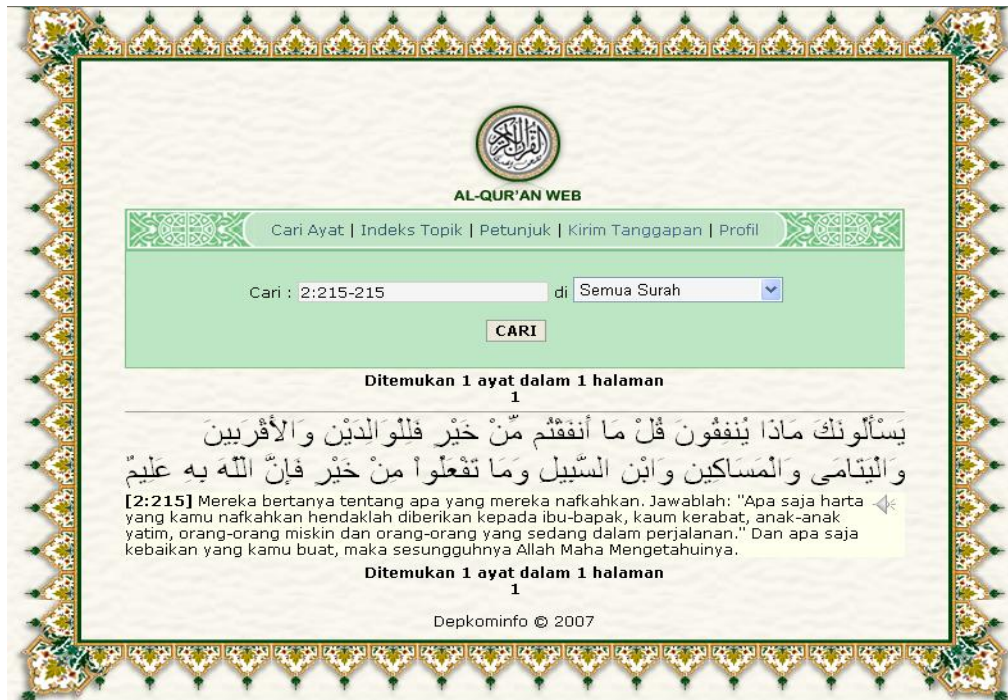 القرآن الكريم
AL-QUR'AN WEB
Cari Ayat | Indeks Topik | Petunjuk | Kirim Tanggapan | Profil
Cari : 2:215-215 di Semua Surah
CARI
Ditemukan 1 ayat dalam 1 halaman
1
يَسْأَلُونَكَ مَاذَا يُنفِقُونَ قُلْ مَا أَنفَقْتُم مِّنْ خَيْرٍ فَلِلْوَالِدَيْنِ وَالأَقْرَبِينَ
وَالْيَتَامَى وَالْمَسَاكِينِ وَابْنِ السَّبِيلِ وَمَا تَفْعَلُواْ مِنْ خَيْرٍ فَإِنَّ اللّهَ بِهِ عَلِيمٌ
[2:215] Mereka bertanya tentang apa yang mereka nafkahkan. Jawablah: "Apa saja harta
yang kamu nafkahkan hendaklah diberikan kepada ibu-bapak, kaum kerabat, anak-anak
yatim, orang-orang miskin dan orang-orang yang sedang dalam perjalanan." Dan apa saja
kebaikan yang kamu buat, maka sesungguhnya Allah Maha Mengetahuinya.
Ditemukan 1 ayat dalam 1 halaman
1
Depkominfo © 2007